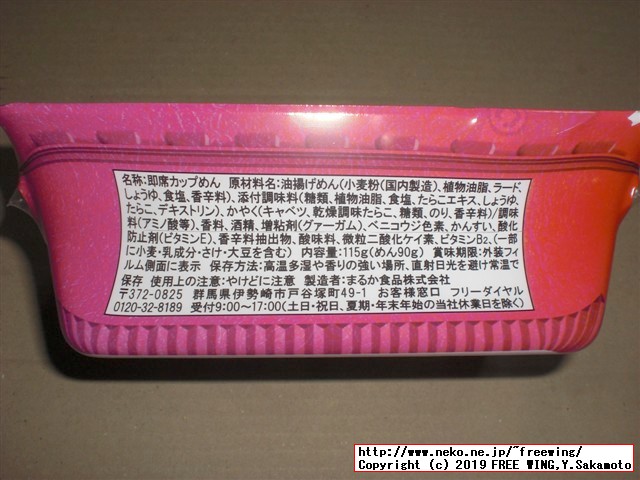 名称:即席カップめん 原材料名:油揚げめん(小麦粉(国内製造)、植物油脂、ラード、
しょうゆ、食塩、香辛料)、添付調味料(糖類、植物油脂、食塩、たらこエキス、しょうゆ、
たらこ、デキストリン)、かやく(キャベツ、乾燥調味たらこ、糖類、のり、香辛料)/調味
料(アミノ酸等)、香料、酒精、増粘剤(グァーガム)、ベニコウジ色素、かんすい、酸化
防止剤(ビタミンE)、香辛料抽出物、酸味料、微粒二酸化ケイ素、ビタミンB2、(一部
に小麦・乳成分・さけ・大豆を含む) 内容量:115g(めん90g) 賞味期限:外装フィ
ルム側面に表示 保存方法:高温多湿や香りの強い場所、直射日光を避け常温で
保存 使用上の注意:やけどに注意 製造者:まるか食品株式会社
〒372-0825 群馬県伊勢崎市戸谷塚町49-1 お客様窓口 フリーダイヤル
0120-32-8189 受付9:00～17:00(土・日・祝日、夏期・年末年始の当社休業日を除く)
http://www.neko.ne.jp/~freewing/
Copyright (c) 2019 FREE WING,Y.Sakamoto